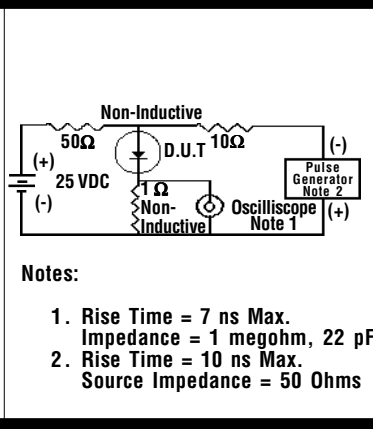 Non-Inductive
50Ω
10Ω
D.U.T
(+)
(-)
25 VDC
Pulse
Generator
Note 2
1 Ω
(-)
Non-
Inductive
Oscilliscope
Note 1
(+)
Notes:
1. Rise Time = 7 ns Max.
Impedance = 1 megohm, 22 pF
2. Rise Time = 10 ns Max.
Source Impedance = 50 Ohms